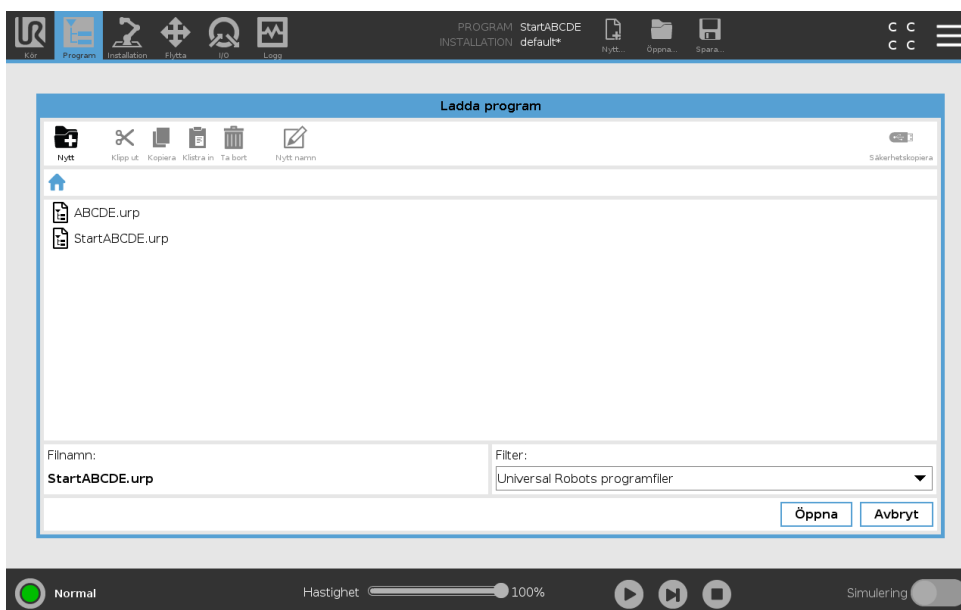 PROGRAM StartABCDE
INSTALLATION default*
C C
C C
Kör Program Installation Flytta I/O Logg Nytt... Öppna... Spara...
Ladda program
Nytt Klipp ut Kopiera Klistra in Ta bort Nytt namn Säkerhetskopiera
ABCDE.urp
StartABCDE.urp
Filnamn: Filter:
StartABCDE.urp Universal Robots programfiler
Öppna Avbryt
Normal Hastighet 100% Simulering